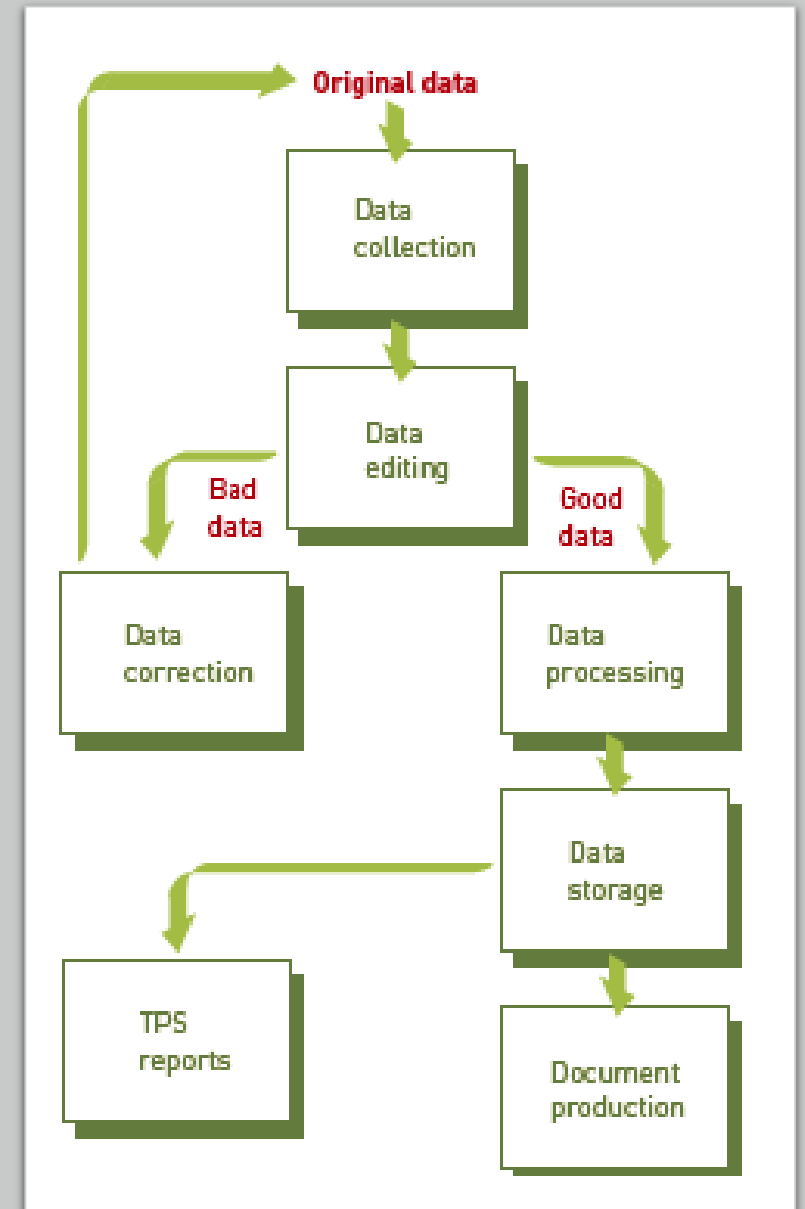 Original data
Data
collection
Data
editing
Bad
data
Good
data
Data
correction
Data
processing
Data
storage
TPS
reports
Document
production